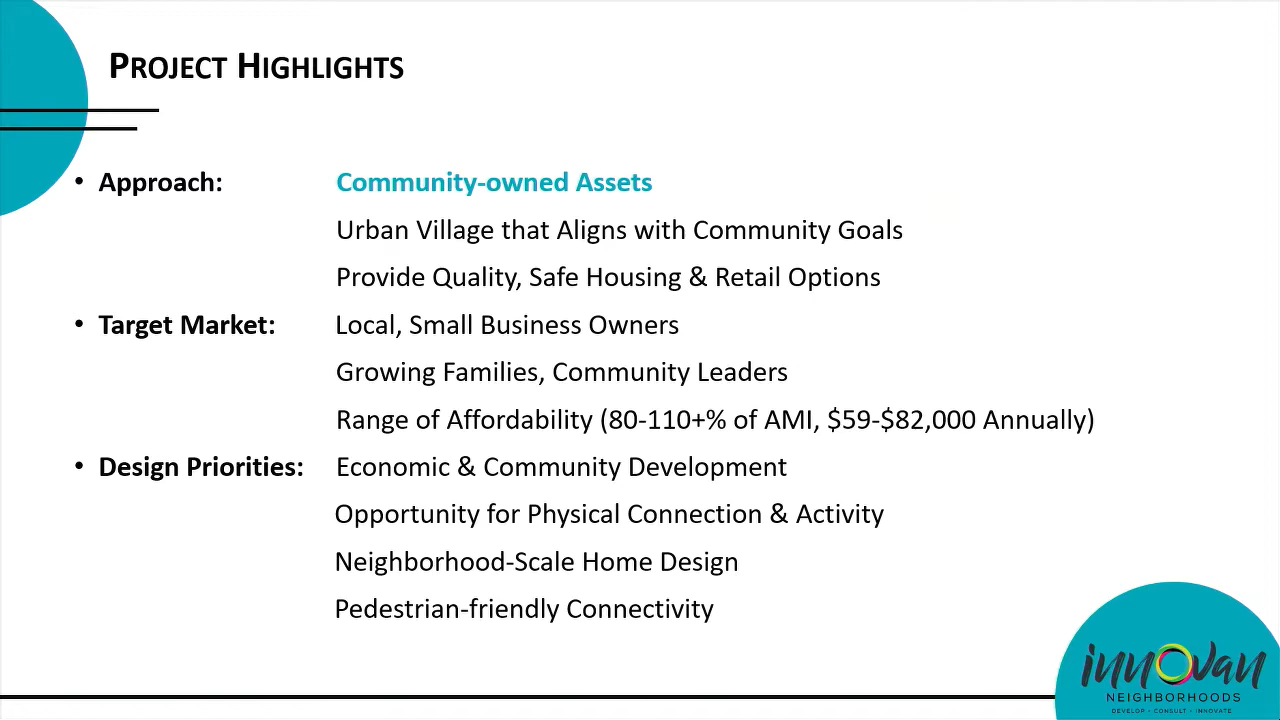 PROJECT HIGHLIGHTS
• Approach: Community-owned Assets
Urban Village that Aligns with Community Goals
Provide Quality, Safe Housing & Retail Options
• Target Market: Local, Small Business Owners
Growing Families, Community Leaders
Range of Affordability (80-110+% of AMI, $59-$82,000 Annually)
• Design Priorities: Economic & Community Development
Opportunity for Physical Connection & Activity
Neighborhood-Scale Home Design
Pedestrian-friendly Connectivity
innOvan
NEIGHBORHOODS
DEVELOP • CONSULT • INNOVATE